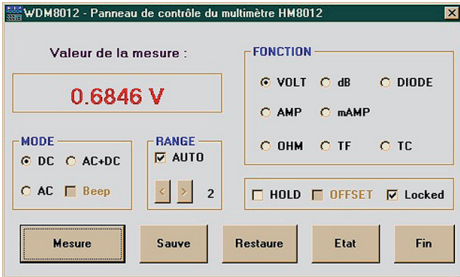 WDM8012 - Panneau de contrôle du multimètre HM8012
Valeur de la mesure :
0.6846 V
FONCTION
VOLT dB DIODE
AMP mAMP
OHM TF TC
MODE
DC AC+DC
AC Beep
RANGE
AUTO
< > 2
HOLD OFFSET Locked
Mesure Sauve Restaure Etat Fin